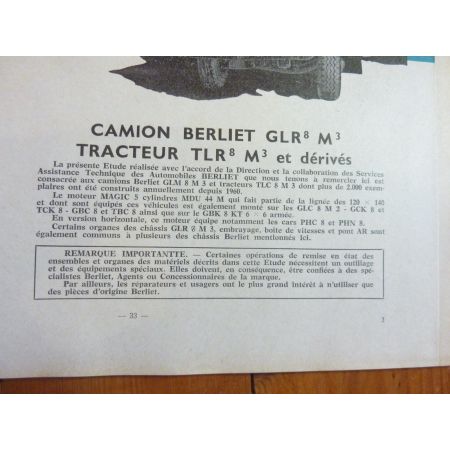 CAMION BERLIET GLR⁸ M³
TRACTEUR TLR⁸ M³ et dérivés
La présente Etude réalisée avec l'accord de la Direction et la collaboration des Services
Assistance Technique des Automobiles BERLIET que nous tenons à remercier ici est
consacrée aux camions Berliet GLM 8 M 3 et tracteurs TLC 8 M 3 dont plus de 2.000 exem-
plaires ont été construits annuellement depuis 1960.
Le moteur MAGIC 5 cylindres MDU 44 M qui fait partie de la lignée des 120 × 140
et dont sont équipés ces véhicules est également monté sur les GLC 8 M 2 - GCK 8 et
TCK 8 - GBC 8 et TBC 8 ainsi que le GBK 8 KT 6 × 6 armée.
En version horizontale, ce moteur équipe notamment les cars PHC 8 et PHN 8.
Certains organes des châssis GLR 8 M 3, embrayage, boîte de vitesses et pont AR sont
également communs à plusieurs des châssis Berliet mentionnés ici.
REMARQUE IMPORTANTTE. — Certaines opérations de remise en état des
ensembles et organes des matériels décrits dans cette Etude nécessitent un outillage
et des équipements spéciaux. Elles doivent, en conséquence, être confiées à des spé-
cialistes Berliet, Agents ou Concessionnaires de la marque.
Par ailleurs, les réparateurs et usagers ont le plus grand intérêt à n'utiliser que
des pièces d'origine Berliet.
— 33 —
3